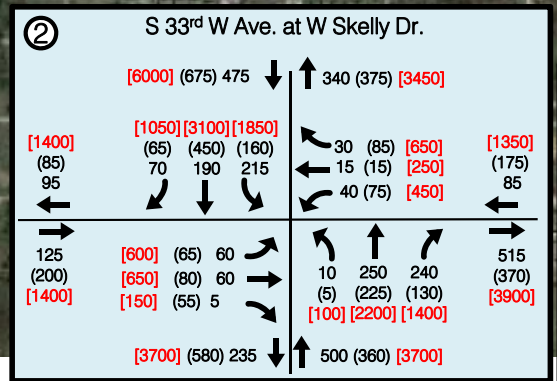 ② S 33rd W Ave. at W Skelly Dr.
[6000] (675) 475
340 (375) [3450]
[1050] [3100] [1850]
(65) (450) (160)
70 190 215
[1400]
(85)
95
30 (85) [650]
15 (15) [250]
40 (75) [450]
[1350]
(175)
85
125
(200)
[1400]
[600] (65) 60
[650] (80) 60
[150] (55) 5
10 250 240
(5) (225) (130)
[100] [2200] [1400]
515
(370)
[3900]
[3700] (580) 235
500 (360) [3700]